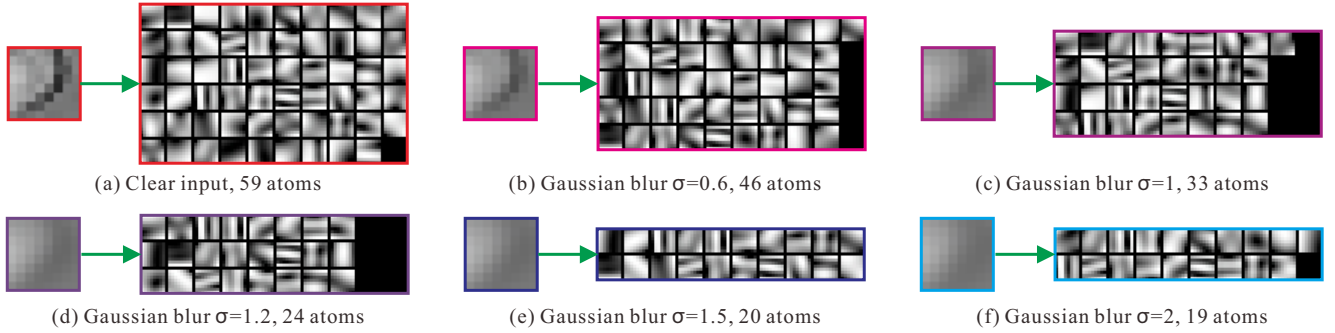 (a) Clear input, 59 atoms
(b) Gaussian blur σ=0.6, 46 atoms
(c) Gaussian blur σ=1, 33 atoms
(d) Gaussian blur σ=1.2, 24 atoms
(e) Gaussian blur σ=1.5, 20 atoms
(f) Gaussian blur σ=2, 19 atoms